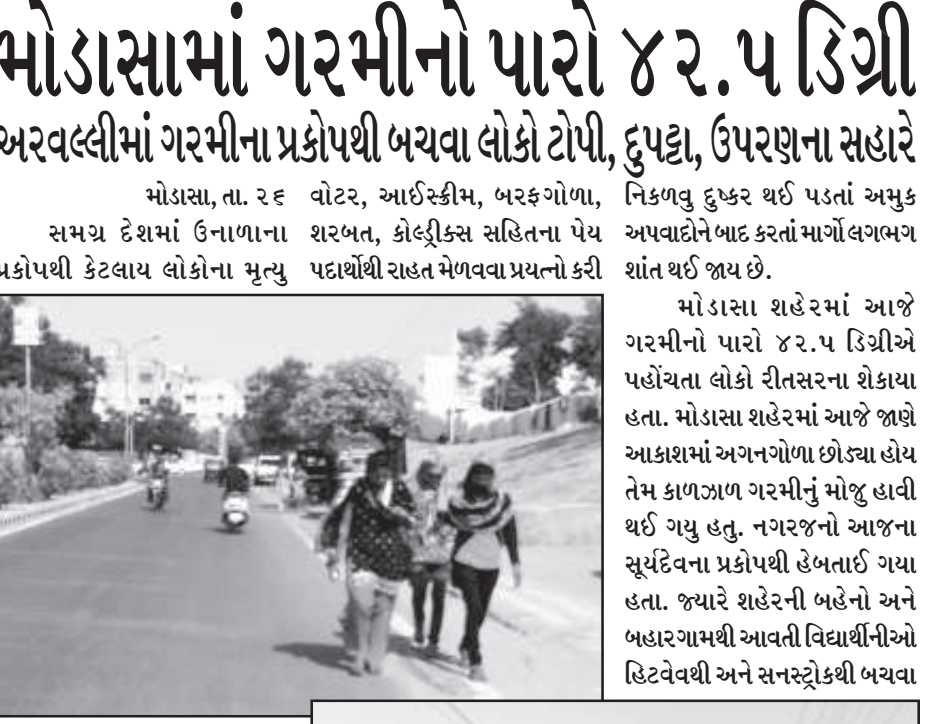 મોડાસામાં ગરમીનો પારો ૪૨.૫ ડિગ્રી
અરવલ્લીમાં ગરમીના પ્રકોપથી બચવા લોકો ટોપી, દુપટ્ટા, ઉપરણના સહારે
મોડાસા, તા. ૨૬
સમગ્ર દેશમાં ઉનાળાના
પ્રકોપથી કેટલાય લોકોના મૃત્યુ
વોટર, આઈસ્ક્રીમ, બરફગોળા,
શરબત, કોલ્ડ્રીક્સ સહિતના પેય
પદાર્થોથી રાહત મેળવવા પ્રયત્નો કરી
નિકળવુ દુષ્કર થઈ પડતાં અમુક
અપવાદોને બાદ કરતાં માર્ગો લગભગ
શાંત થઈ જાય છે.
મોડાસા શહેરમાં આજે
ગરમીનો પારો ૪૨.૫ ડિગ્રીએ
પહોંચતા લોકો રીતસરના શેકાયા
હતા. મોડાસા શહેરમાં આજે જાણે
આકાશમાં અગનગોળા છોડ્યા હોય
તેમ કાળઝાળ ગરમીનું મોજુ હાવી
થઈ ગયુ હતુ. નગરજનો આજના
સૂર્યદેવના પ્રકોપથી હેબતાઈ ગયા
હતા. જ્યારે શહેરની બહેનો અને
બહારગામથી આવતી વિદ્યાર્થીનીઓ
હિટવેવથી અને સનસ્ટ્રોકથી બચવા